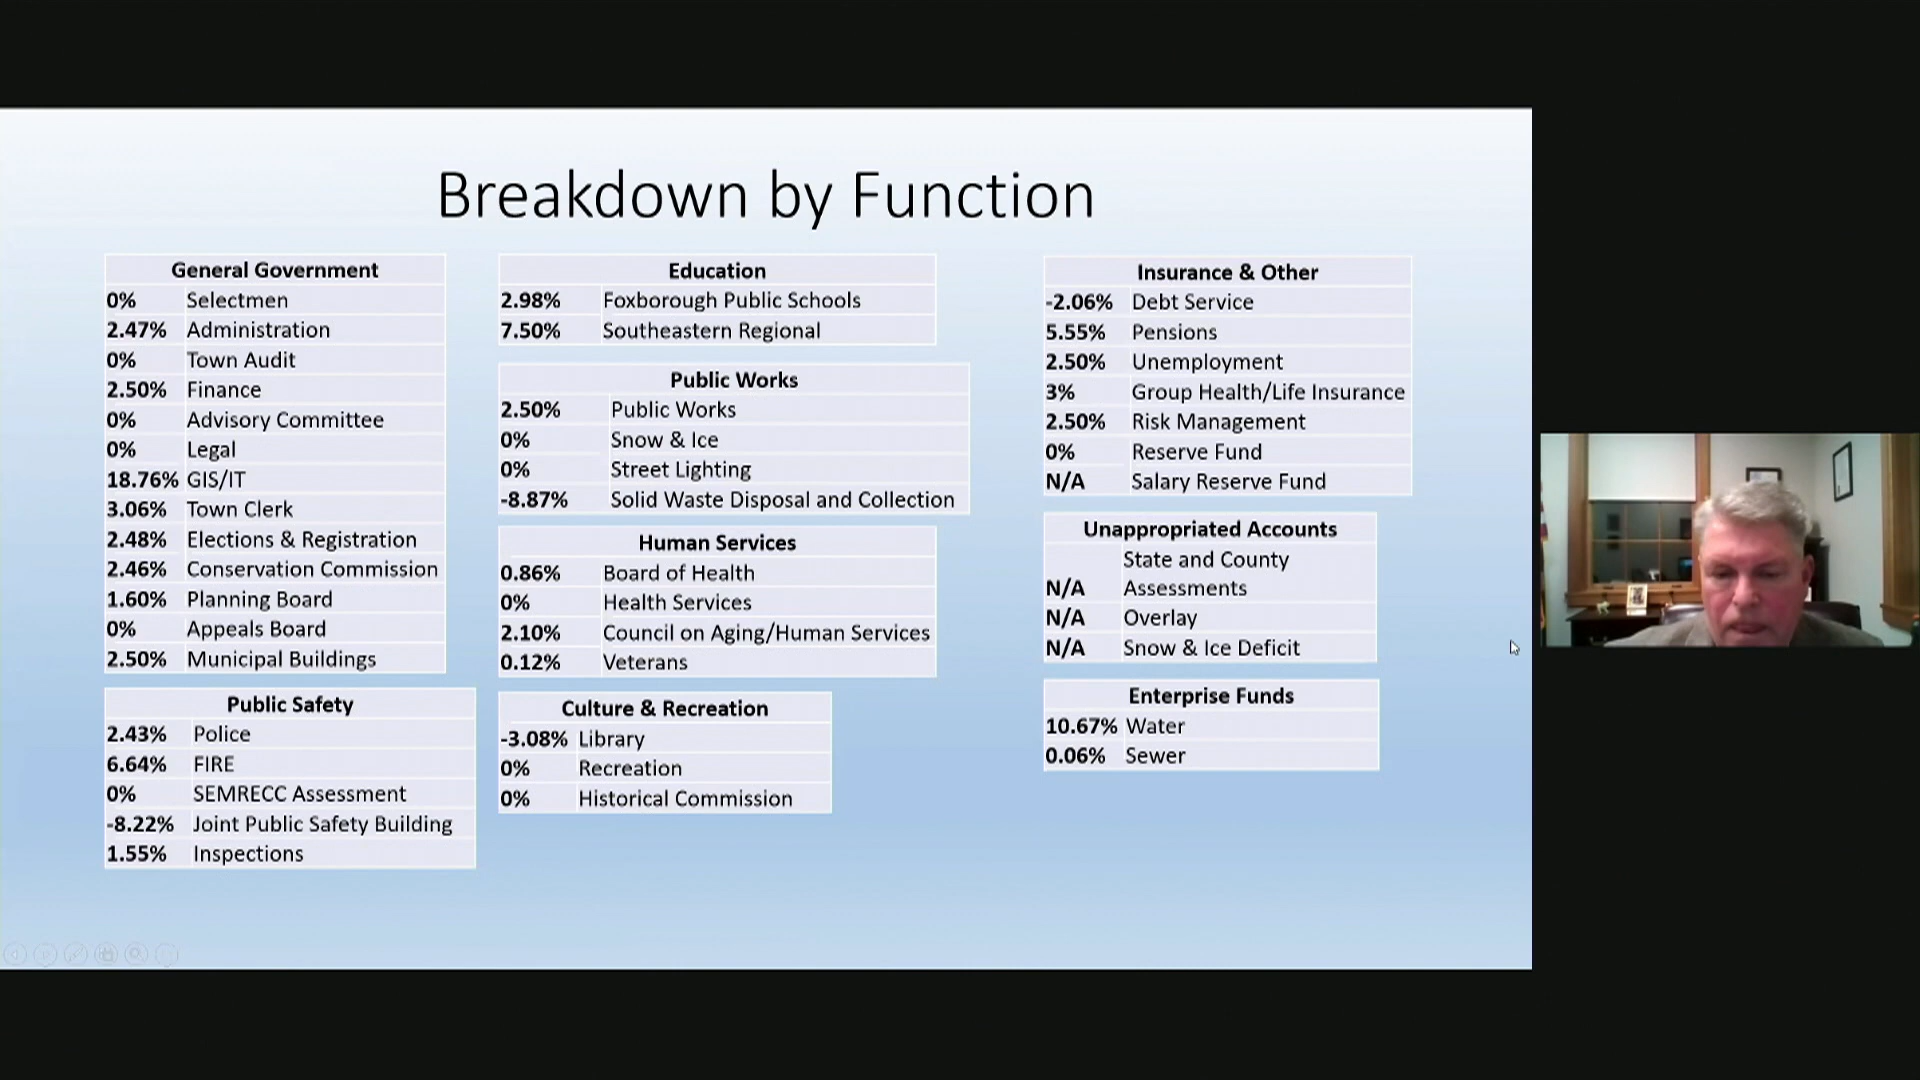 Breakdown by Function
General Government
0% Selectmen
2.47% Administration
0% Town Audit
2.50% Finance
0% Advisory Committee
0% Legal
18.76% GIS/IT
3.06% Town Clerk
2.48% Elections & Registration
2.46% Conservation Commission
1.60% Planning Board
0% Appeals Board
2.50% Municipal Buildings
Public Safety
2.43% Police
6.64% FIRE
0% SEMRECC Assessment
-8.22% Joint Public Safety Building
1.55% Inspections
Education
2.98% Foxborough Public Schools
7.50% Southeastern Regional
Public Works
2.50% Public Works
0% Snow & Ice
0% Street Lighting
-8.87% Solid Waste Disposal and Collection
Human Services
0.86% Board of Health
0% Health Services
2.10% Council on Aging/Human Services
0.12% Veterans
Culture & Recreation
-3.08% Library
0% Recreation
0% Historical Commission
Insurance & Other
-2.06% Debt Service
5.55% Pensions
2.50% Unemployment
3% Group Health/Life Insurance
2.50% Risk Management
0% Reserve Fund
N/A Salary Reserve Fund
Unappropriated Accounts
State and County
N/A Assessments
N/A Overlay
N/A Snow & Ice Deficit
Enterprise Funds
10.67% Water
0.06% Sewer